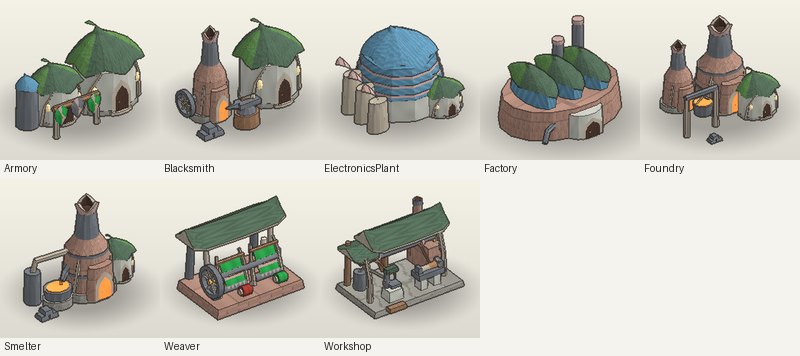 Armory
Blacksmith
ElectronicsPlant
Factory
Foundry
Smelter
Weaver
Workshop